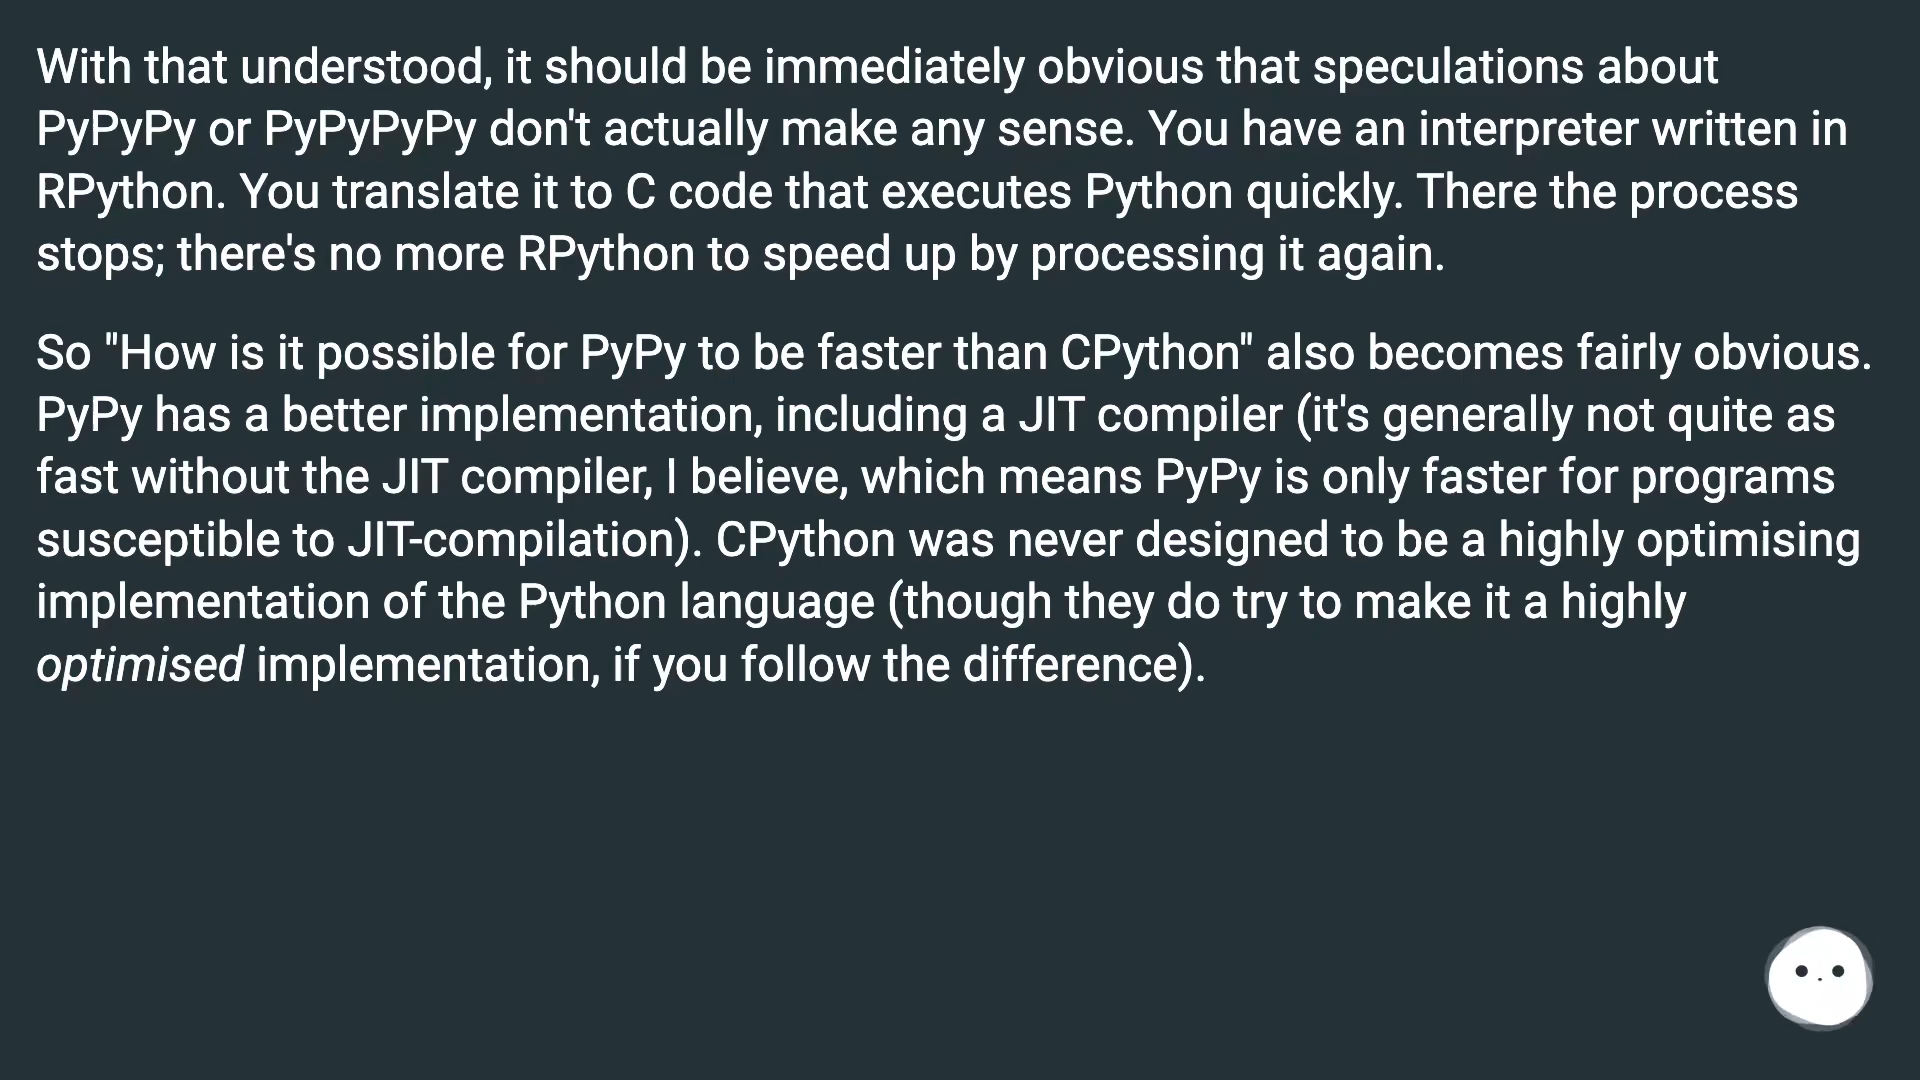 With that understood, it should be immediately obvious that speculations about
PyPyPy or PyPyPyPy don't actually make any sense. You have an interpreter written in
RPython. You translate it to C code that executes Python quickly. There the process
stops; there's no more RPython to speed up by processing it again.
So "How is it possible for PyPy to be faster than CPython" also becomes fairly obvious.
PyPy has a better implementation, including a JIT compiler (it's generally not quite as
fast without the JIT compiler, I believe, which means PyPy is only faster for programs
susceptible to JIT-compilation). CPython was never designed to be a highly optimising
implementation of the Python language (though they do try to make it a highly
optimised implementation, if you follow the difference).